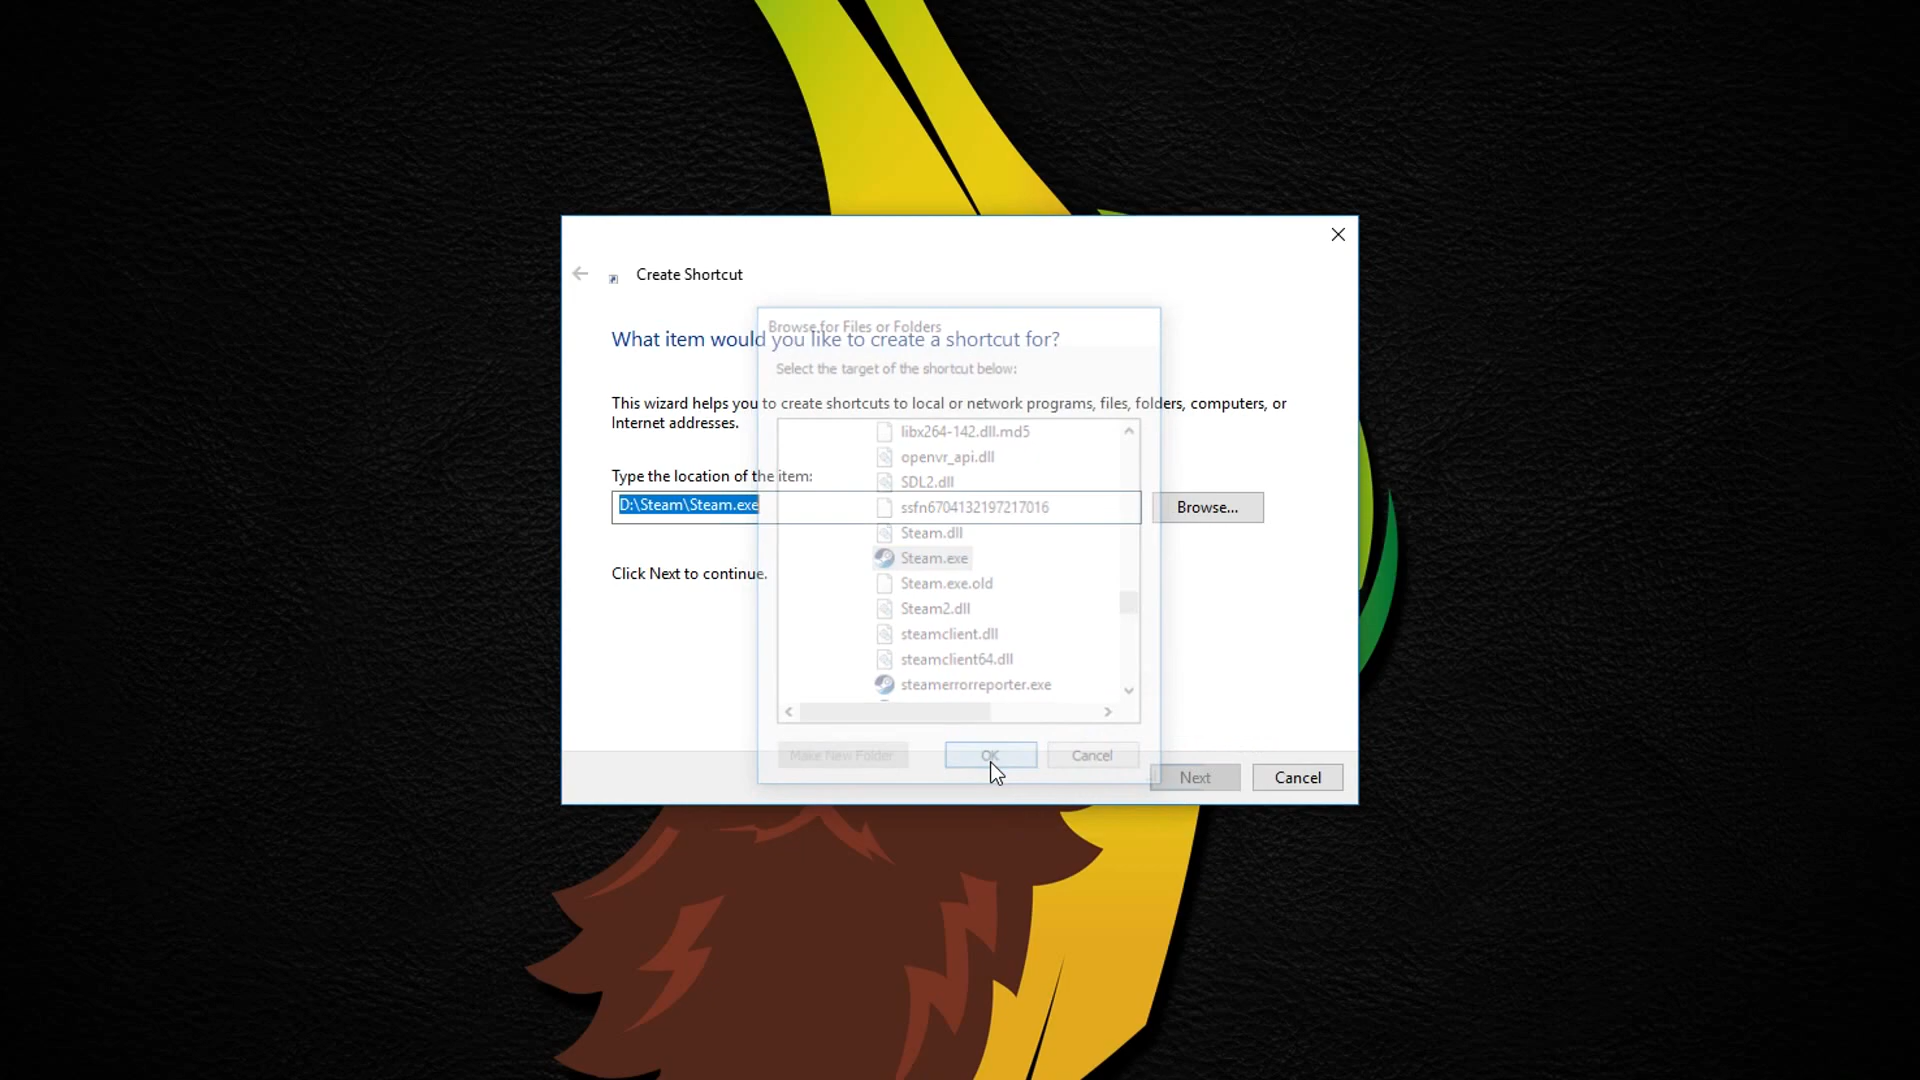 Create Shortcut
Browse for Files or Folders
What item would you like to create a shortcut for?
Select the target of the shortcut below:
This wizard helps you to create shortcuts to local or network programs, files, folders, computers, or
Internet addresses.
libx264-142.dll.md5
openvr_api.dll
Type the location of the item:
SDL2.dll
D:\Steam\Steam.exe
ssfn6704132197217016
Browse...
Steam.dll
Steam.exe
Click Next to continue.
Steam.exe.old
Steam2.dll
steamclient.dll
steamclient64.dll
steamerrorreporter.exe
Make New Folder
OK
Cancel
Next
Cancel